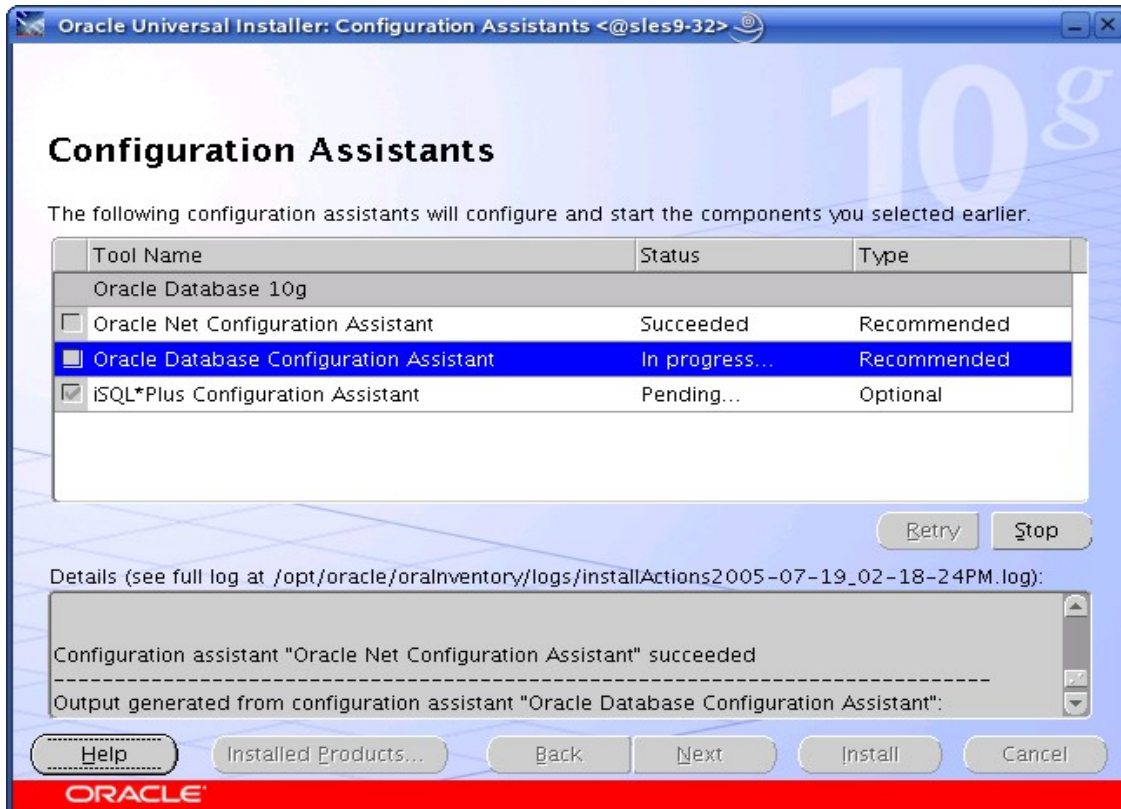 Oracle Universal Installer: Configuration Assistants <@sles9-32>
10g
Configuration Assistants
The following configuration assistants will configure and start the components you selected earlier.
Tool Name Status Type
Oracle Database 10g
Oracle Net Configuration Assistant Succeeded Recommended
Oracle Database Configuration Assistant In progress... Recommended
iSQL*Plus Configuration Assistant Pending... Optional
Retry Stop
Details (see full log at /opt/oracle/oraInventory/logs/installActions2005-07-19_02-18-24PM.log):
Configuration assistant "Oracle Net Configuration Assistant" succeeded
-----------------------------------------------------------------------------
Output generated from configuration assistant "Oracle Database Configuration Assistant":
Help Installed Products... Back Next Install Cancel
ORACLE